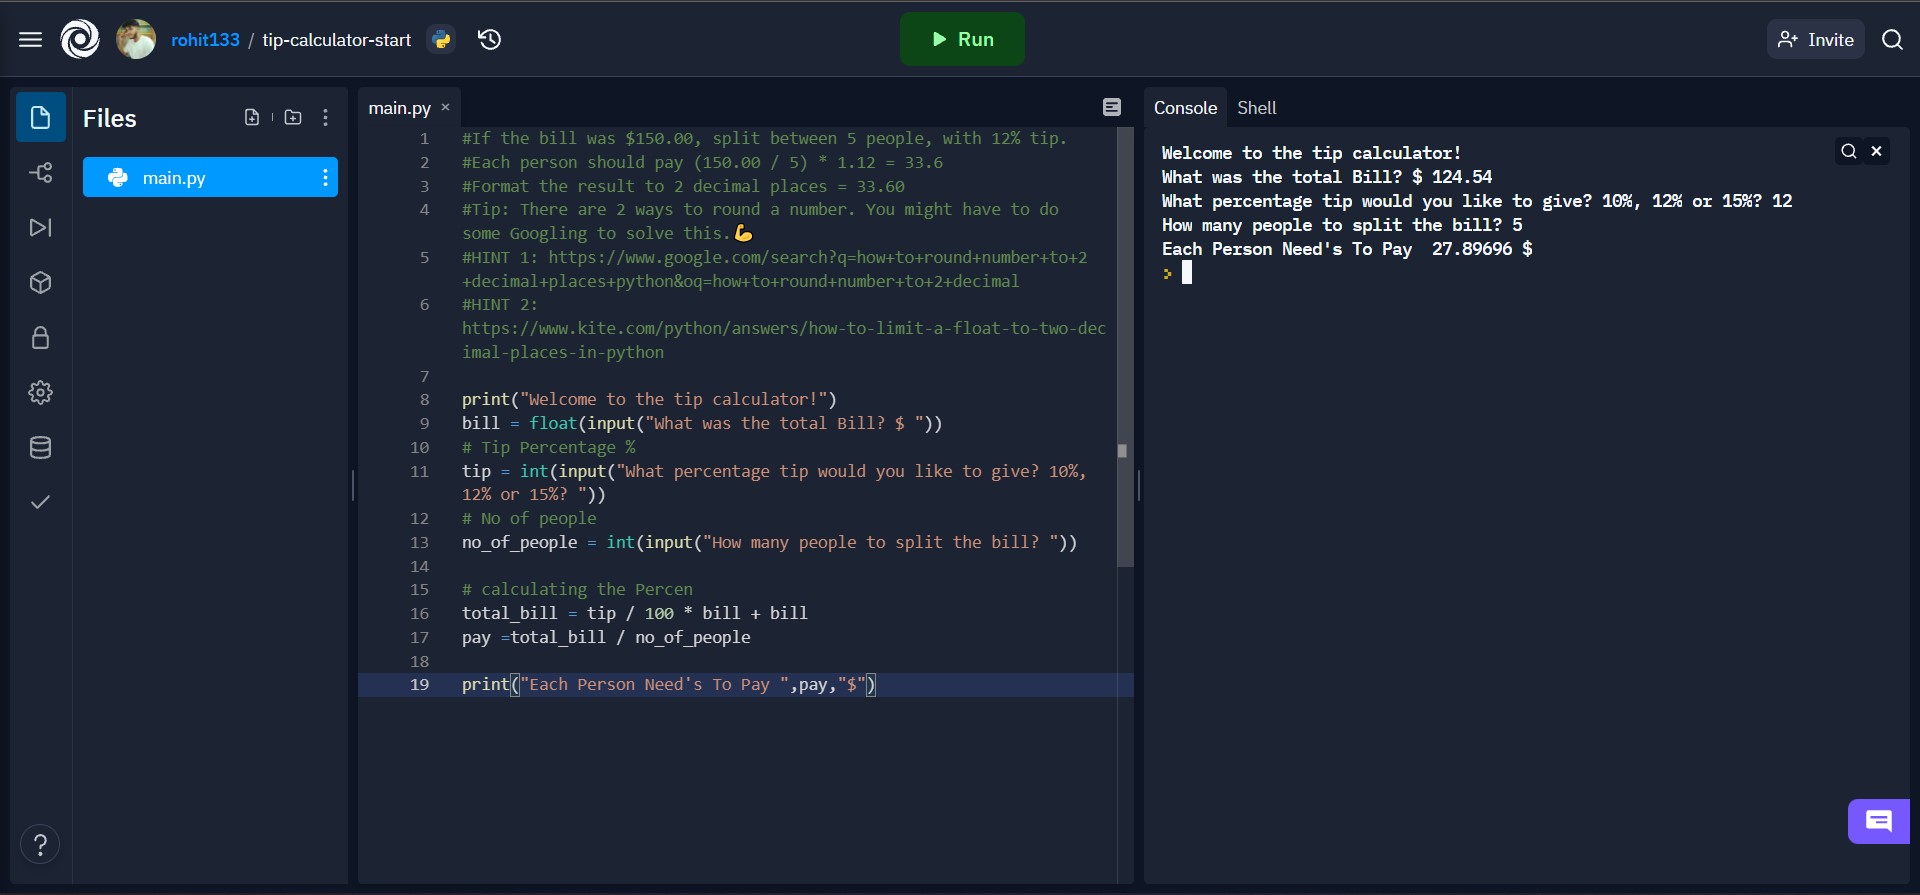 rohit133 / tip-calculator-start
Run
Invite
Files
main.py
main.py ×
1 #If the bill was $150.00, split between 5 people, with 12% tip.
2 #Each person should pay (150.00 / 5) * 1.12 = 33.6
3 #Format the result to 2 decimal places = 33.60
4 #Tip: There are 2 ways to round a number. You might have to do
some Googling to solve this.💪
5 #HINT 1: https://www.google.com/search?q=how+to+round+number+to+2
+decimal+places+python&oq=how+to+round+number+to+2+decimal
6 #HINT 2:
https://www.kite.com/python/answers/how-to-limit-a-float-to-two-dec
imal-places-in-python
7
8 print("Welcome to the tip calculator!")
9 bill = float(input("What was the total Bill? $ "))
10 # Tip Percentage %
11 tip = int(input("What percentage tip would you like to give? 10%,
12% or 15%? "))
12 # No of people
13 no_of_people = int(input("How many people to split the bill? "))
14
15 # calculating the Percen
16 total_bill = tip / 100 * bill + bill
17 pay =total_bill / no_of_people
18
19 print("Each Person Need's To Pay ",pay,"$")
Console Shell
Welcome to the tip calculator!
What was the total Bill? $ 124.54
What percentage tip would you like to give? 10%, 12% or 15%? 12
How many people to split the bill? 5
Each Person Need's To Pay  27.89696 $
>
?